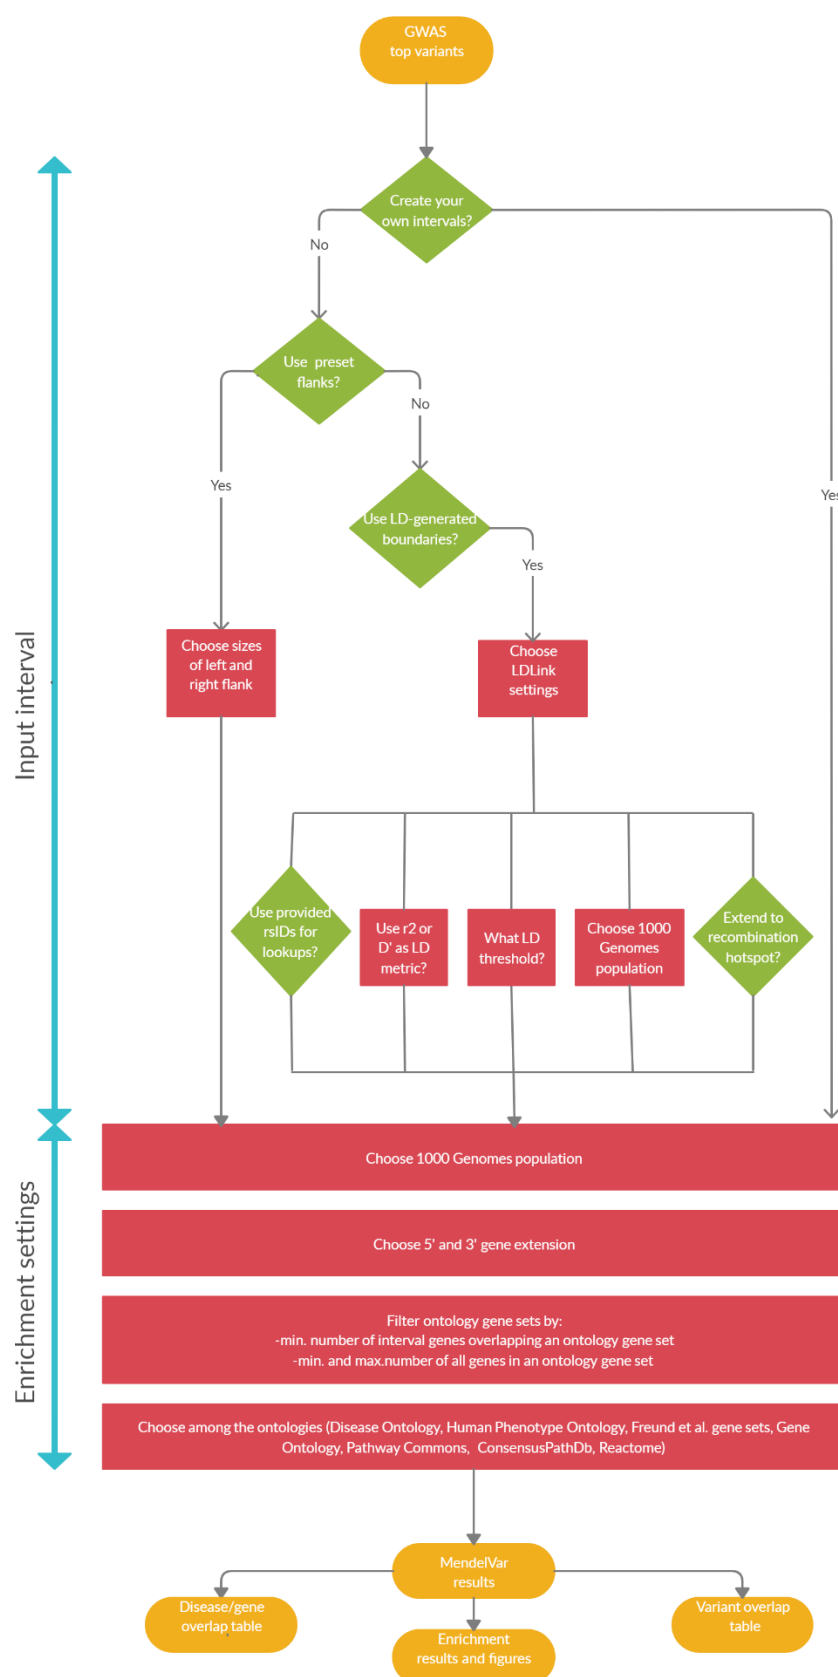 GWAS
top variants
Create your
own intervals?
No
Use preset
flanks?
No
Yes
Yes
Use LD-generated
boundaries?
Yes
Choose sizes
of left and
right flank
Choose
LDLink
settings
Input interval
Use provided
rsIDs for
lookups?
Use r2 or
D' as LD
metric?
What LD
threshold?
Choose 1000
Genomes
population
Extend to
recombination
hotspot?
Enrichment settings
Choose 1000 Genomes population
Choose 5' and 3' gene extension
Filter ontology gene sets by:
-min. number of interval genes overlapping an ontology gene set
-min. and max.number of all genes in an ontology gene set
Choose among the ontologies (Disease Ontology, Human Phenotype Ontology, Freund et al. gene sets, Gene
Ontology, Pathway Commons, ConsensusPathDb, Reactome)
MendelVar
results
Disease/gene
overlap table
Enrichment
results and figures
Variant overlap
table